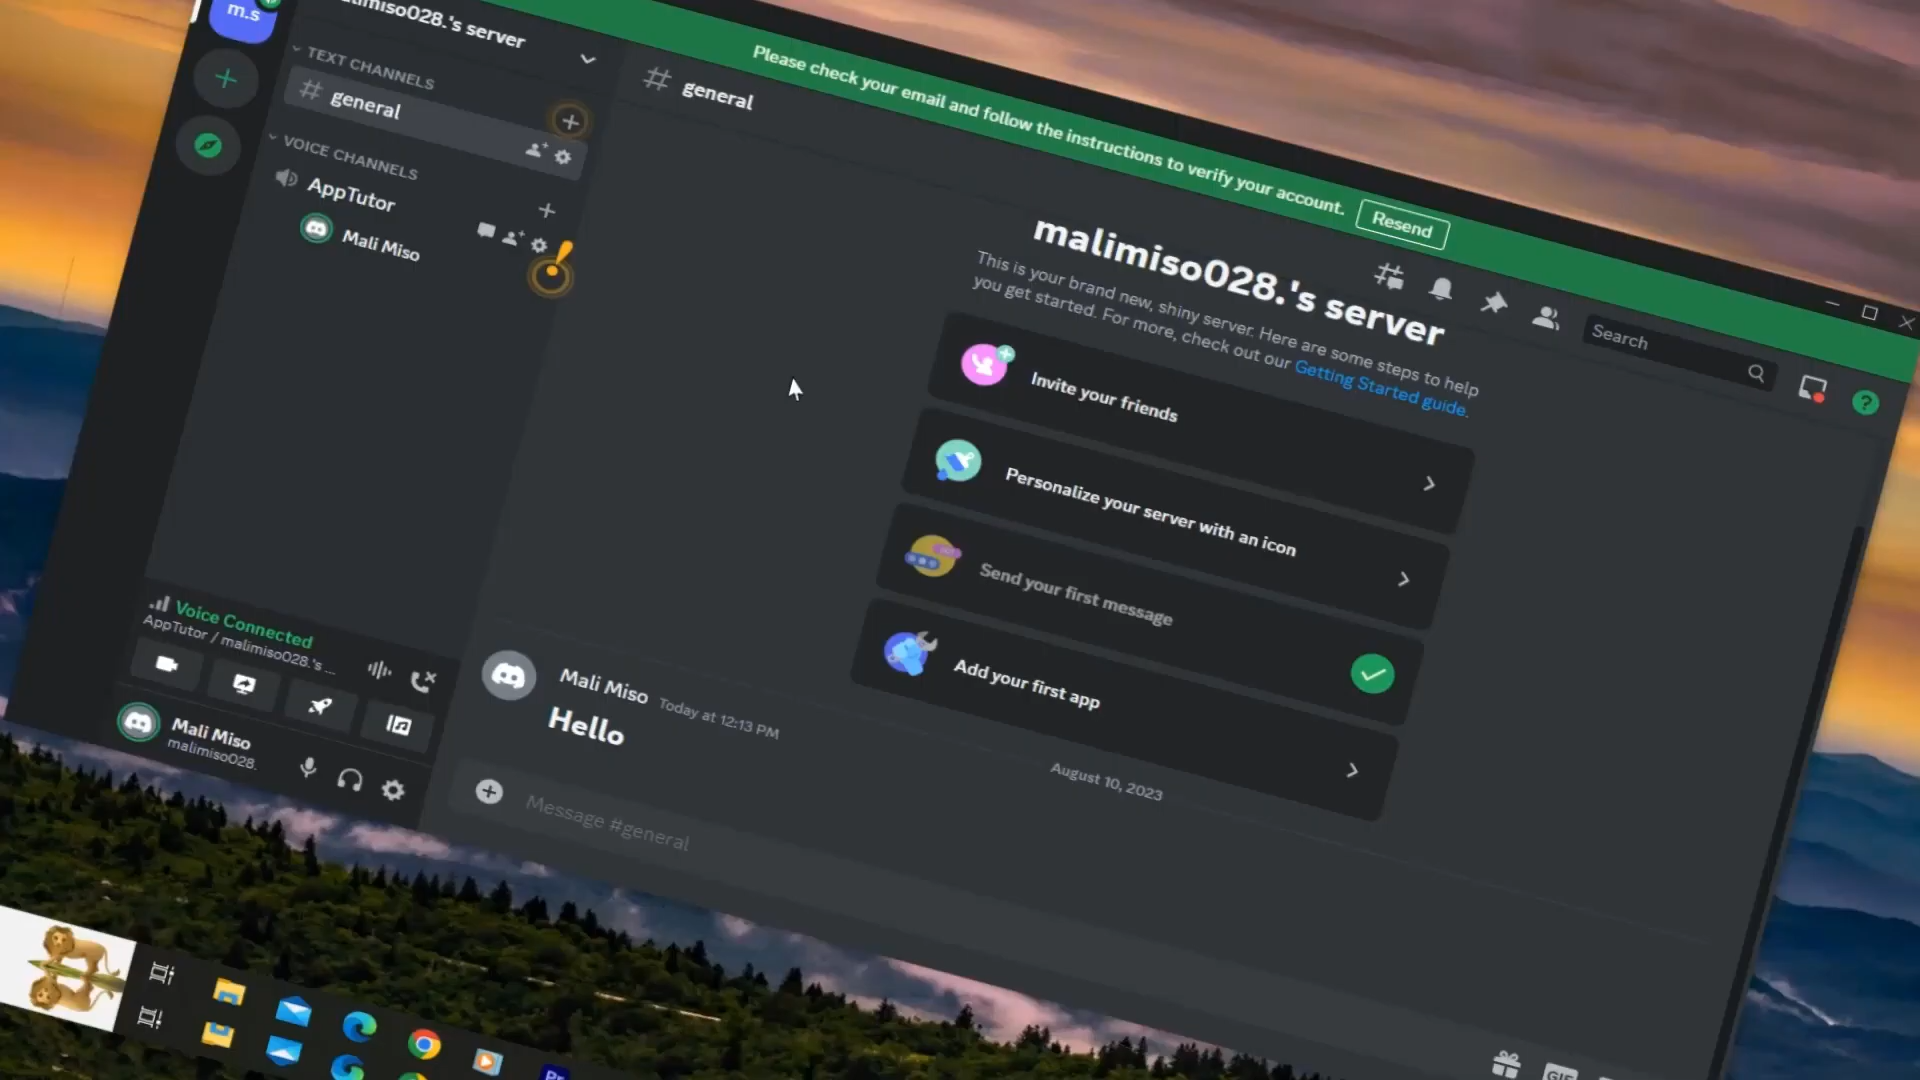 m.s
malimiso028.'s server
TEXT CHANNELS
general
VOICE CHANNELS
AppTutor
Mali Miso
Voice Connected
AppTutor / malimiso028.'s ...
Mali Miso
malimiso028.
general
Please check your email and follow the instructions to verify your account.
Resend
Search
malimiso028.'s server
This is your brand new, shiny server. Here are some steps to help
you get started. For more, check out our Getting Started guide.
Invite your friends
Personalize your server with an icon
Send your first message
Add your first app
August 10, 2023
Mali Miso Today at 12:13 PM
Hello
Message #general
GIF